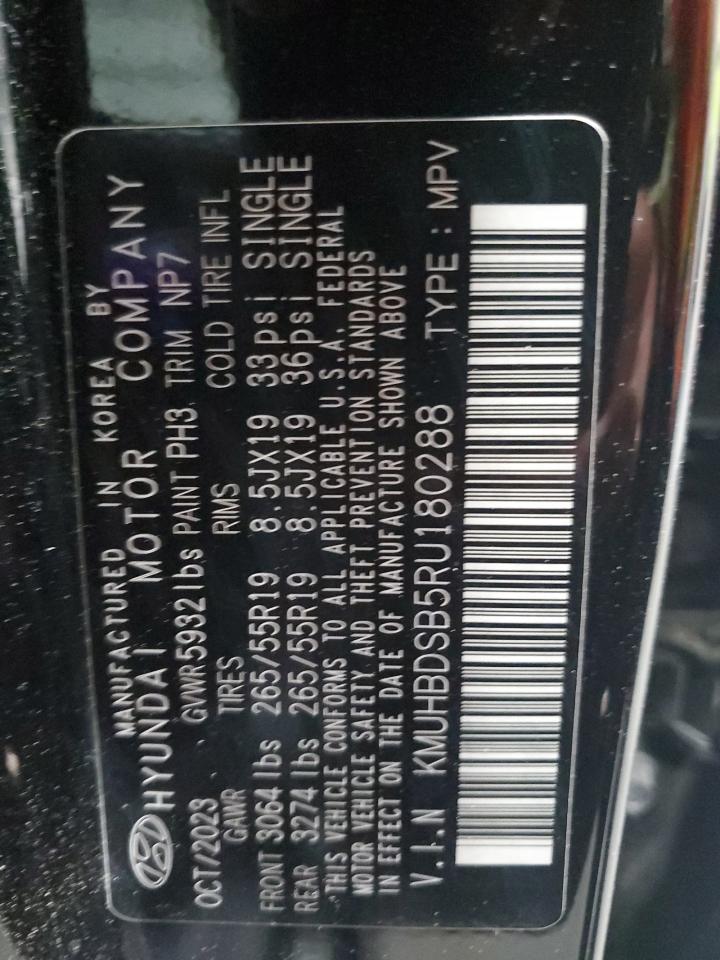 MANUFACTURED IN KOREA BY
HYUNDAI MOTOR COMPANY
OCT/2023 GVWR 5932 lbs PAINT PH3 TRIM NP7
GAWR TIRES RIMS COLD TIRE INFL
FRONT 3064 lbs 265/55R19 8.5JX19 33psi SINGLE
REAR 3274 lbs 265/55R19 8.5JX19 36psi SINGLE
THIS VEHICLE CONFORMS TO ALL APPLICABLE U.S.A. FEDERAL
MOTOR VEHICLE SAFETY AND THEFT PREVENTION STANDARDS
IN EFFECT ON THE DATE OF MANUFACTURE SHOWN ABOVE
V.I.N KMUHBDSB5RU180288 TYPE : MPV